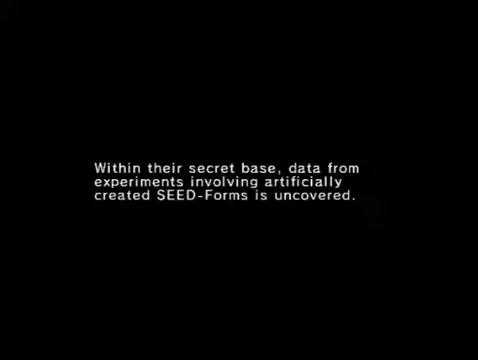 Within their secret base, data from
experiments involving artificially
created SEED-Forms is uncovered.